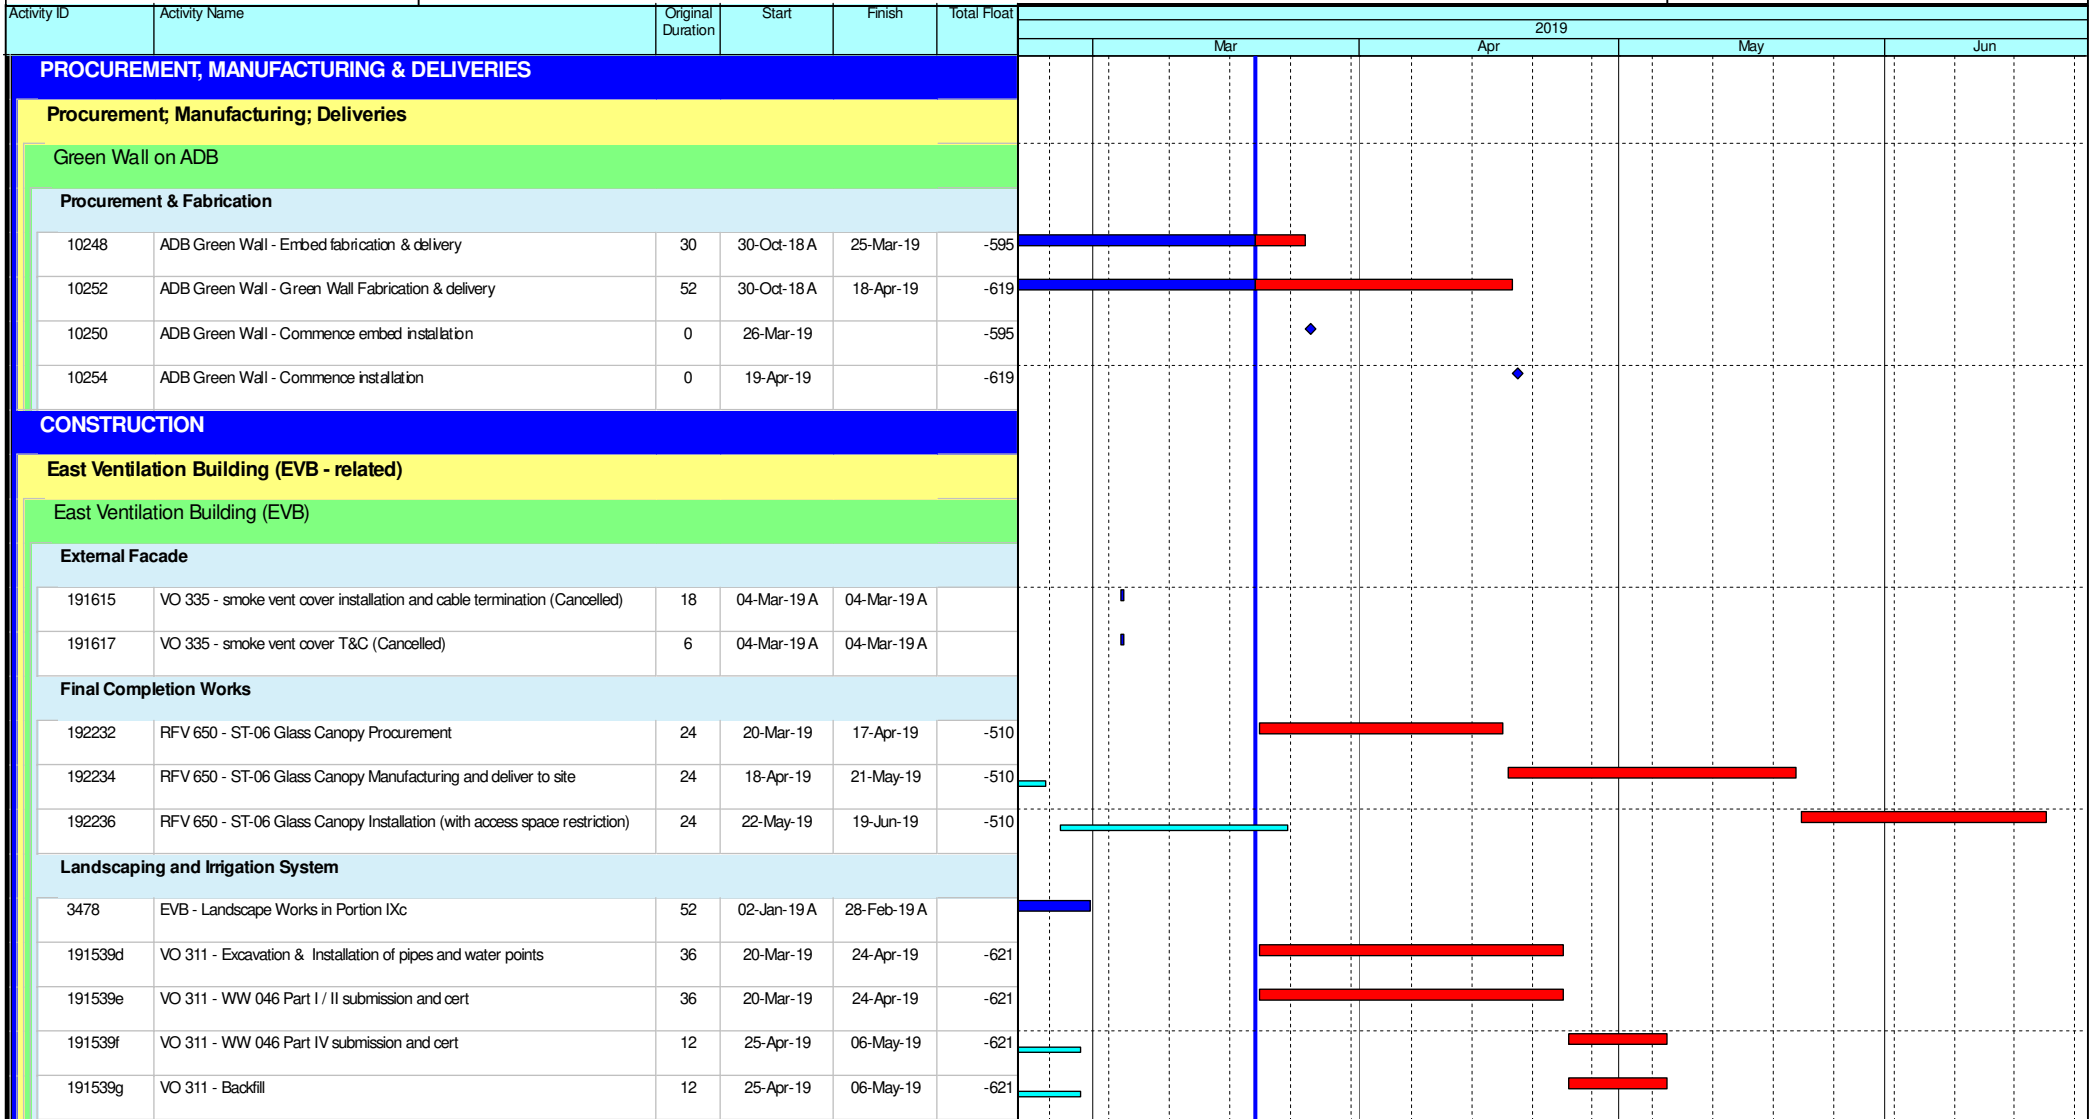 Activity ID Activity Name Original Start Finish Total Float
Duration
2019
Mar Apr May Jun
PROCUREMENT, MANUFACTURING & DELIVERIES
Procurement; Manufacturing; Deliveries
Green Wall on ADB
Procurement & Fabrication
10248 ADB Green Wall - Embed fabrication & delivery 30 30-Oct-18 A 25-Mar-19 -595
10252 ADB Green Wall - Green Wall Fabrication & delivery 52 30-Oct-18 A 18-Apr-19 -619
10250 ADB Green Wall - Commence embed installation 0 26-Mar-19 -595
10254 ADB Green Wall - Commence installation 0 19-Apr-19 -619
CONSTRUCTION
East Ventilation Building (EVB - related)
East Ventilation Building (EVB)
External Facade
191615 VO 335 - smoke vent cover installation and cable termination (Cancelled) 18 04-Mar-19 A 04-Mar-19 A
191617 VO 335 - smoke vent cover T&C (Cancelled) 6 04-Mar-19 A 04-Mar-19 A
Final Completion Works
192232 RFV 650 - ST-06 Glass Canopy Procurement 24 20-Mar-19 17-Apr-19 -510
192234 RFV 650 - ST-06 Glass Canopy Manufacturing and deliver to site 24 18-Apr-19 21-May-19 -510
192236 RFV 650 - ST-06 Glass Canopy Installation (with access space restriction) 24 22-May-19 19-Jun-19 -510
Landscaping and Irrigation System
3478 EVB - Landscape Works in Portion IXc 52 02-Jan-19 A 28-Feb-19 A
191539d VO 311 - Excavation & Installation of pipes and water points 36 20-Mar-19 24-Apr-19 -621
191539e VO 311 - WW 046 Part I / II submission and cert 36 20-Mar-19 24-Apr-19 -621
191539f VO 311 - WW 046 Part IV submission and cert 12 25-Apr-19 06-May-19 -621
191539g VO 311 - Backfill 12 25-Apr-19 06-May-19 -621